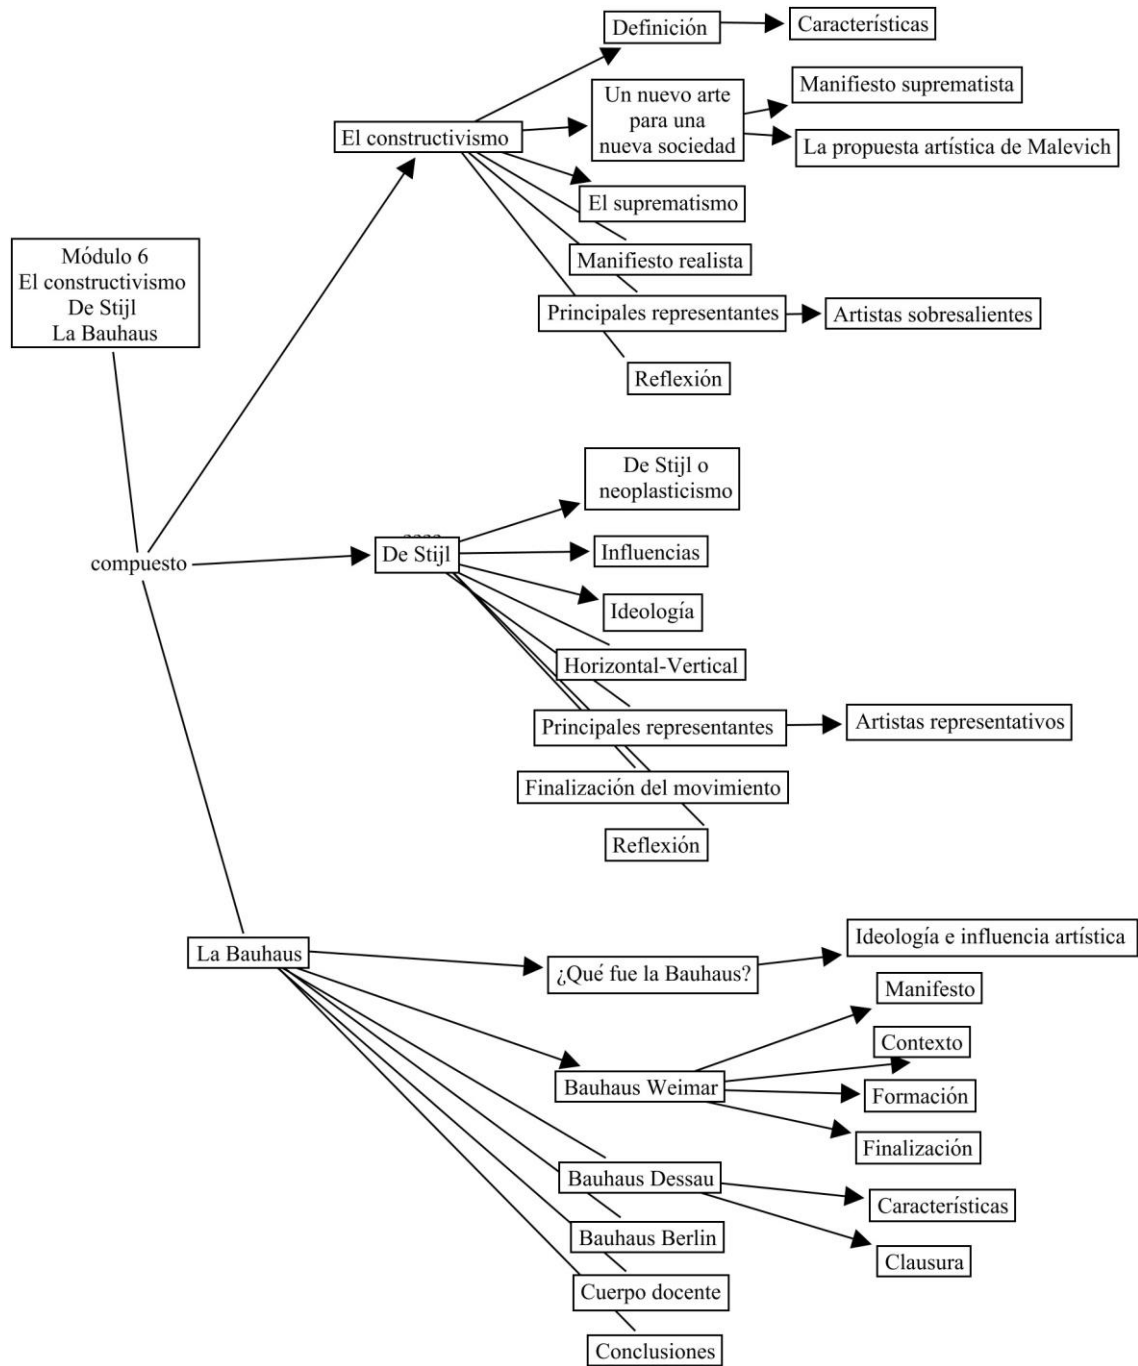 Definición
Características
Un nuevo arte
para una
nueva sociedad
Manifiesto suprematista
La propuesta artística de Malevich
El constructivismo
El suprematismo
Manifiesto realista
Principales representantes
Artistas sobresalientes
Reflexión
Módulo 6
El constructivismo
De Stijl
La Bauhaus
compuesto
De Stijl
De Stijl o
neoplasticismo
Influencias
Ideología
Horizontal-Vertical
Principales representantes
Artistas representativos
Finalización del movimiento
Reflexión
La Bauhaus
¿Qué fue la Bauhaus?
Ideología e influencia artística
Bauhaus Weimar
Manifesto
Contexto
Formación
Finalización
Bauhaus Dessau
Características
Clausura
Bauhaus Berlin
Cuerpo docente
Conclusiones